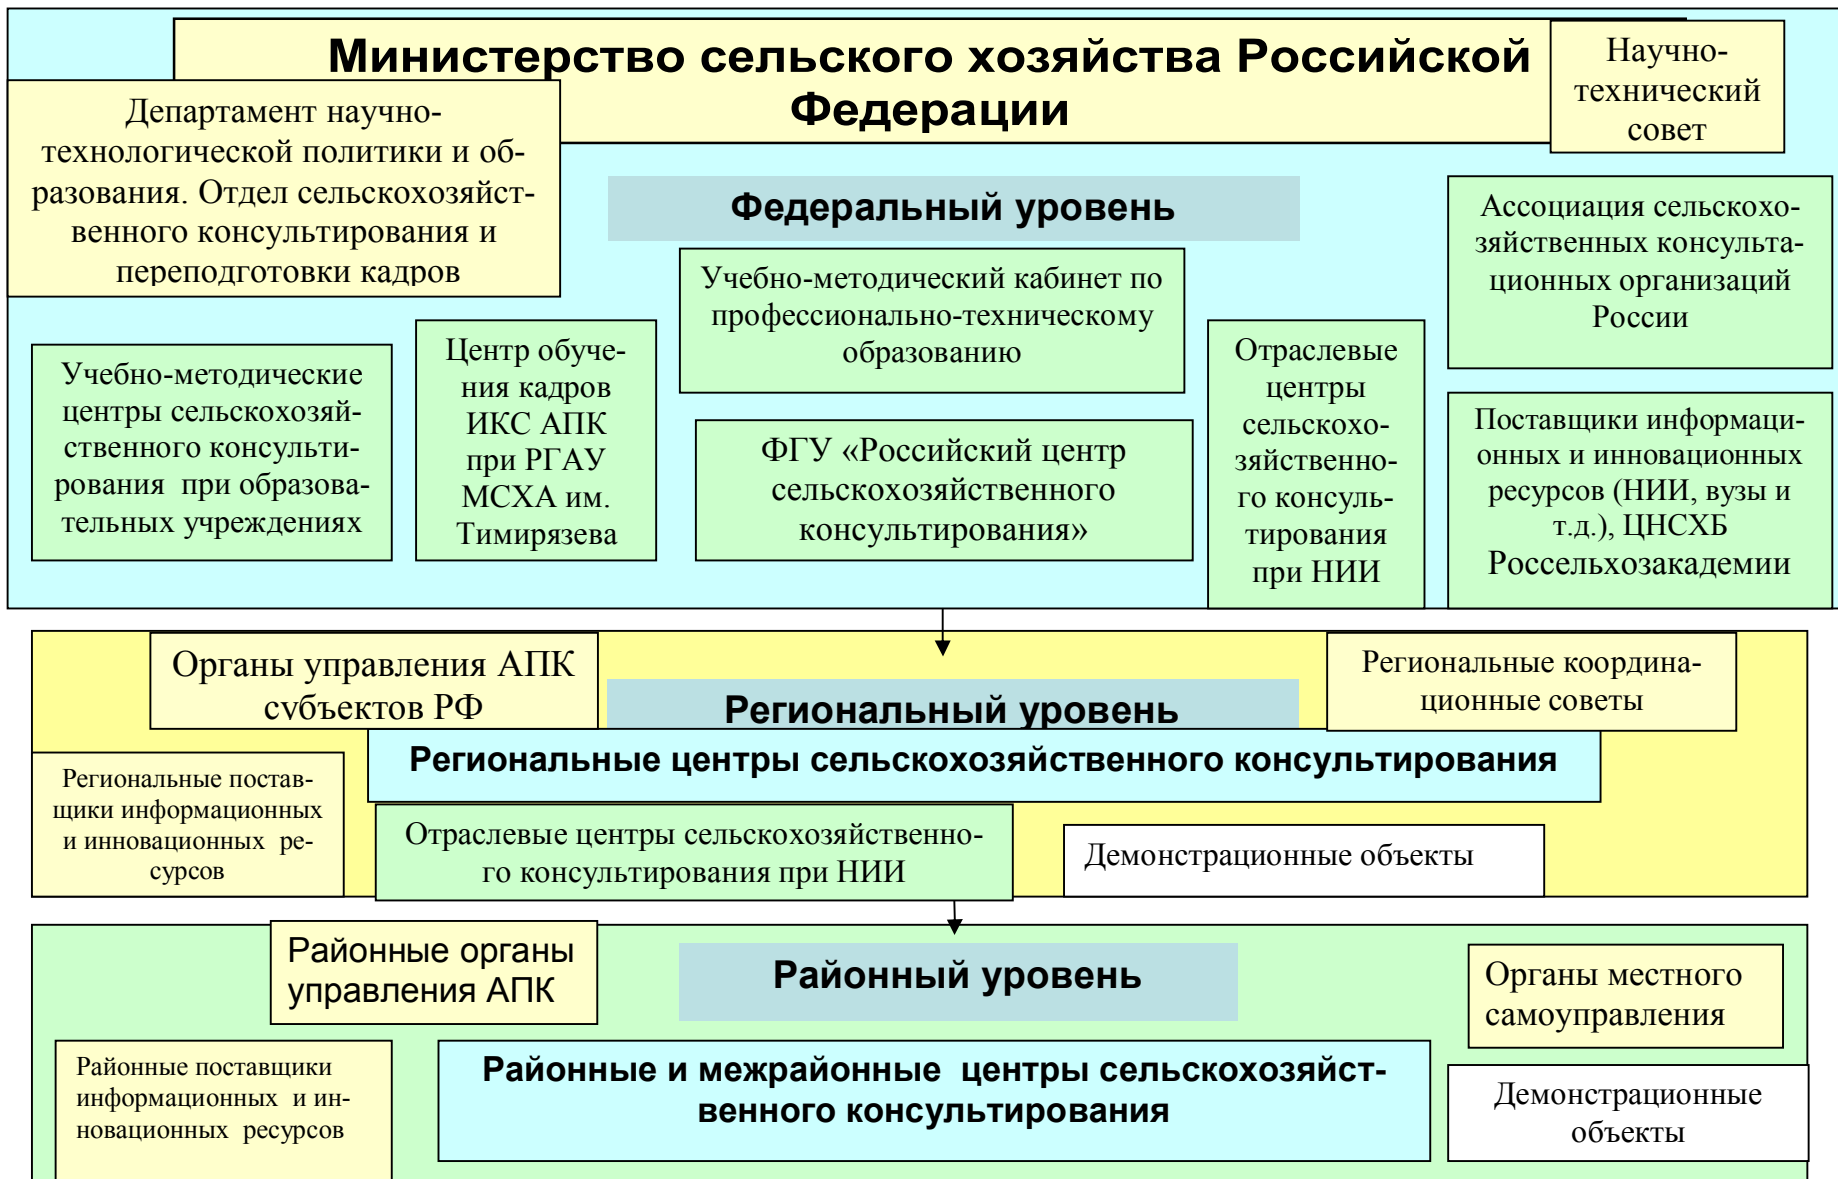 Министерство сельского хозяйства Российской
Федерации
Научно-
технический
совет
Департамент научно-
технологической политики и об-
разования. Отдел сельскохозяйст-
венного консультирования и
переподготовки кадров
Федеральный уровень
Ассоциация сельскохо-
зяйственных консульта-
ционных организаций
России
Учебно-методический кабинет по
профессионально-техническому
образованию
Учебно-методические
центры сельскохозяй-
ственного консульти-
рования при образова-
тельных учреждениях
Центр обуче-
ния кадров
ИКС АПК
при РГАУ
МСХА им.
Тимирязева
ФГУ «Российский центр
сельскохозяйственного
консультирования»
Отраслевые
центры
сельскохо-
зяйственно-
го консуль-
тирования
при НИИ
Поставщики информаци-
онных и инновационных
ресурсов (НИИ, вузы и
т.д.), ЦНСХБ
Россельхозакадемии
Органы управления АПК
субъектов РФ
Региональный уровень
Региональные координа-
ционные советы
Региональные центры сельскохозяйственного консультирования
Региональные постав-
щики информационных
и инновационных ре-
сурсов
Отраслевые центры сельскохозяйственно-
го консультирования при НИИ
Демонстрационные объекты
Районные органы
управления АПК
Районный уровень
Органы местного
самоуправления
Районные поставщики
информационных и ин-
новационных ресурсов
Районные и межрайонные центры сельскохозяйст-
венного консультирования
Демонстрационные
объекты